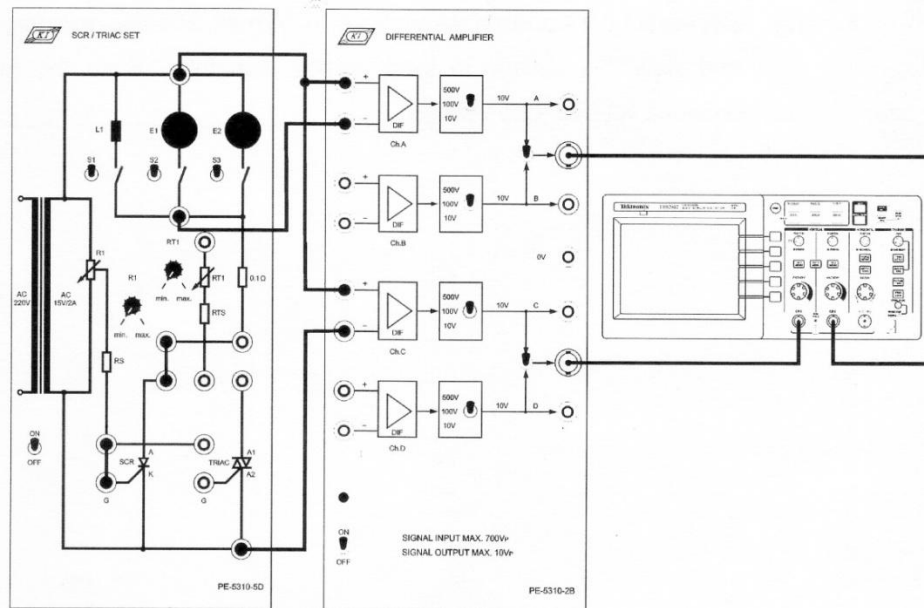 KI SCR / TRIAC SET
L1
E1
E2
S1
S2
S3
RT1
R1
R1
RT1
0.1Ω
min. max.
RTS
AC
220V
AC
15V/2A
min. max.
RS
ON
OFF
SCR
A
K
G
TRIAC
A1
A2
G
PE-5310-5D
KI DIFFERENTIAL AMPLIFIER
+
−
DIF
Ch.A
500V
100V
10V
10V
A
+
−
DIF
Ch.B
500V
100V
10V
10V
B
0V
+
−
DIF
Ch.C
500V
100V
10V
10V
C
+
−
DIF
Ch.D
500V
100V
10V
10V
D
ON
OFF
SIGNAL INPUT MAX. 700VP
SIGNAL OUTPUT MAX. 10VP
PE-5310-2B
Tektronix